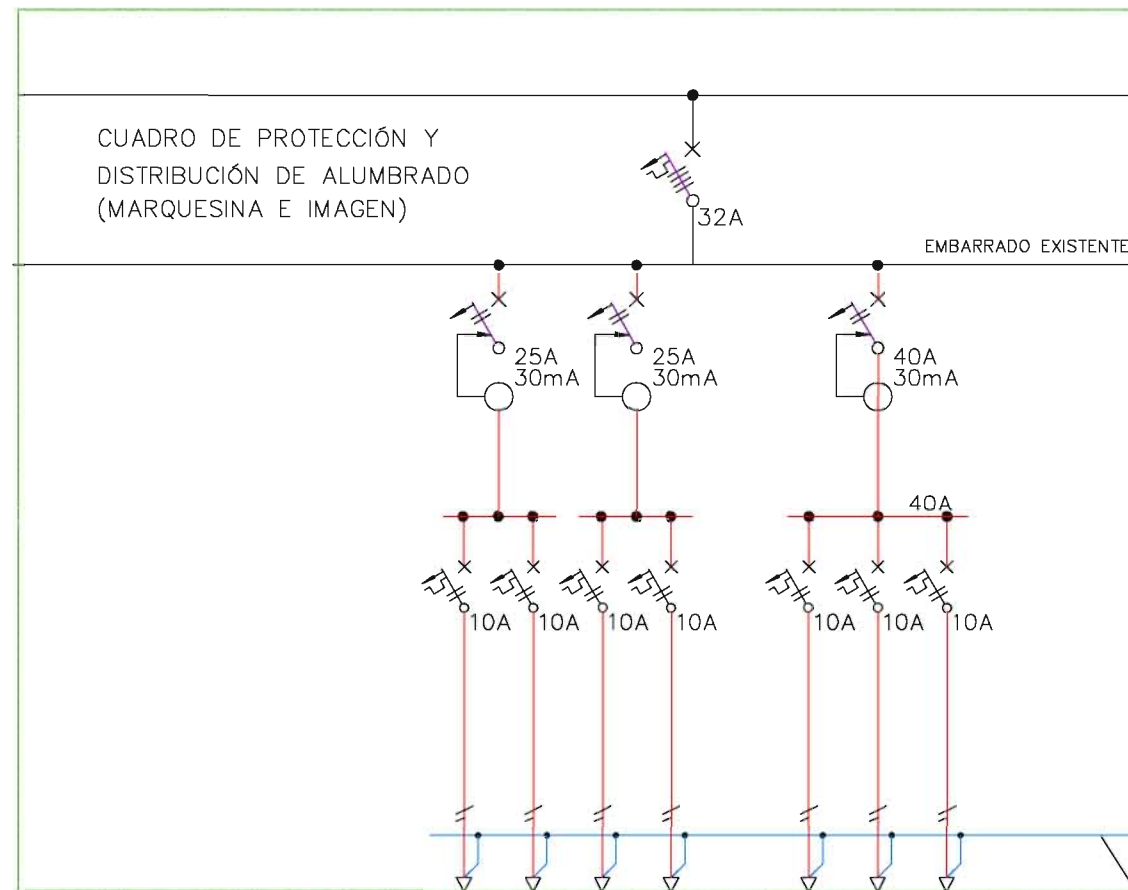 CUADRO DE PROTECCIÓN Y
DISTRIBUCIÓN DE ALUMBRADO
(MARQUESINA E IMAGEN)
32A
EMBARRADO EXISTENTE
25A
30mA
25A
30mA
40A
30mA
40A
10A
10A
10A
10A
10A
10A
10A